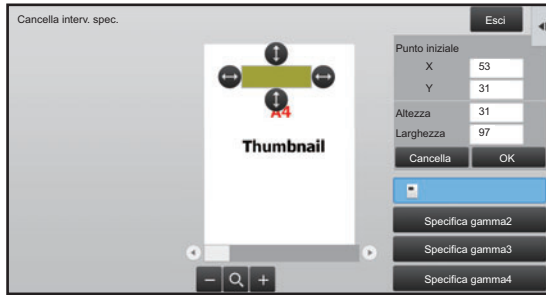 Cancella interv. spec.
Esci
Punto iniziale
X 53
Y 31
Altezza 31
Larghezza 97
Cancella OK
A4
Thumbnail
Specifica gamma2
Specifica gamma3
Specifica gamma4